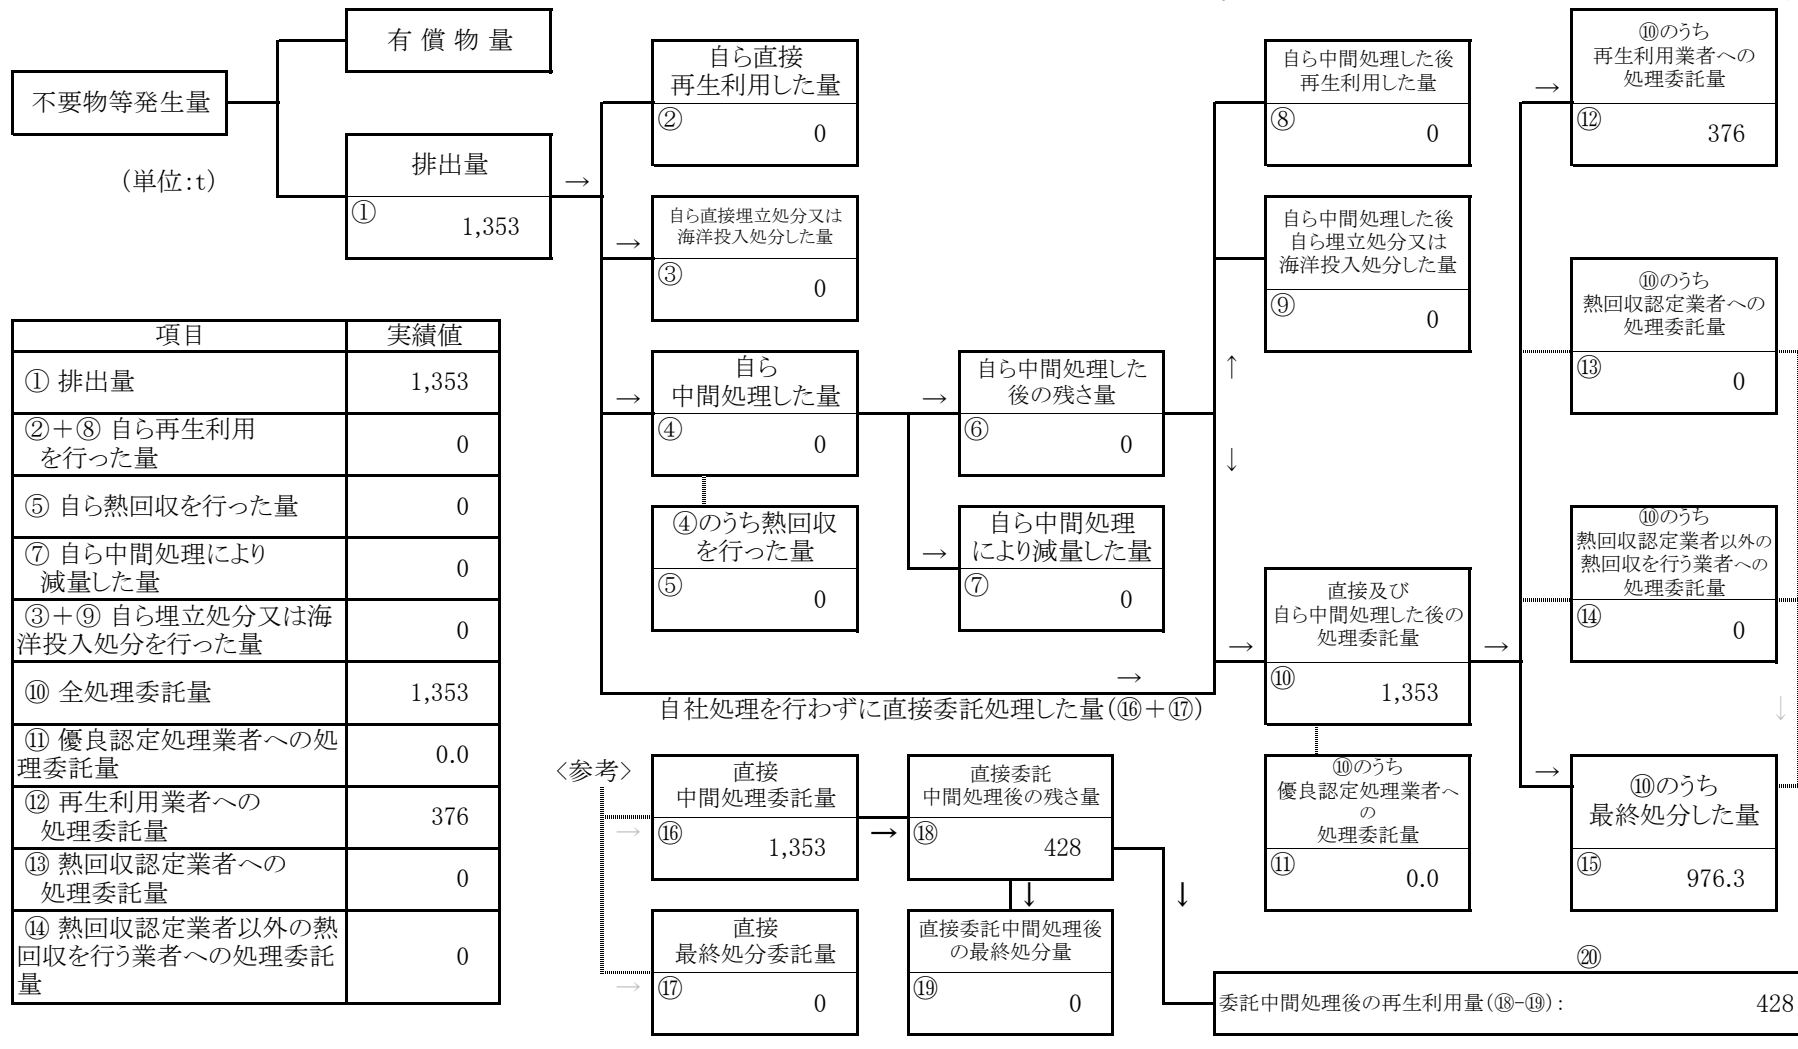 有 償 物 量
不要物等発生量
(単位:t)
排出量
①
1,353
→
自ら直接
再生利用した量
②
0
→
自ら直接埋立処分又は
海洋投入処分した量
③
0
→
自ら
中間処理した量
④
0
④のうち熱回収
を行った量
⑤
0
→
自ら中間処理した
後の残さ量
⑥
0
→
自ら中間処理
により減量した量
⑦
0
自ら中間処理した後
再生利用した量
⑧
0
自ら中間処理した後
自ら埋立処分又は
海洋投入処分した量
⑨
0
↑
↓
→
自社処理を行わずに直接委託処理した量(⑯+⑰)
→
直接及び
自ら中間処理した後の
処理委託量
⑩
1,353
→
⑩のうち
優良認定処理業者へ
の
処理委託量
⑪
0.0
→
⑩のうち
再生利用業者への
処理委託量
⑫
376
⑩のうち
熱回収認定業者への
処理委託量
⑬
0
⑩のうち
熱回収認定業者以外の
熱回収を行う業者への
処理委託量
⑭
0
↓
→
⑩のうち
最終処分した量
⑮
976.3
項目 実績値
① 排出量 1,353
②+⑧ 自ら再生利用
を行った量 0
⑤ 自ら熱回収を行った量 0
⑦ 自ら中間処理により
減量した量 0
③+⑨ 自ら埋立処分又は海
洋投入処分を行った量 0
⑩ 全処理委託量 1,353
⑪ 優良認定処理業者への処
理委託量 0.0
⑫ 再生利用業者への
処理委託量 376
⑬ 熱回収認定業者への
処理委託量 0
⑭ 熱回収認定業者以外の熱
回収を行う業者への処理委託
量 0
<参考>
→
直接
中間処理委託量
⑯
1,353
→
直接委託
中間処理後の残さ量
⑱
428
→
直接
最終処分委託量
⑰
0
↓
直接委託中間処理後
の最終処分量
⑲
0
↓
⑳
委託中間処理後の再生利用量(⑱-⑲): 428